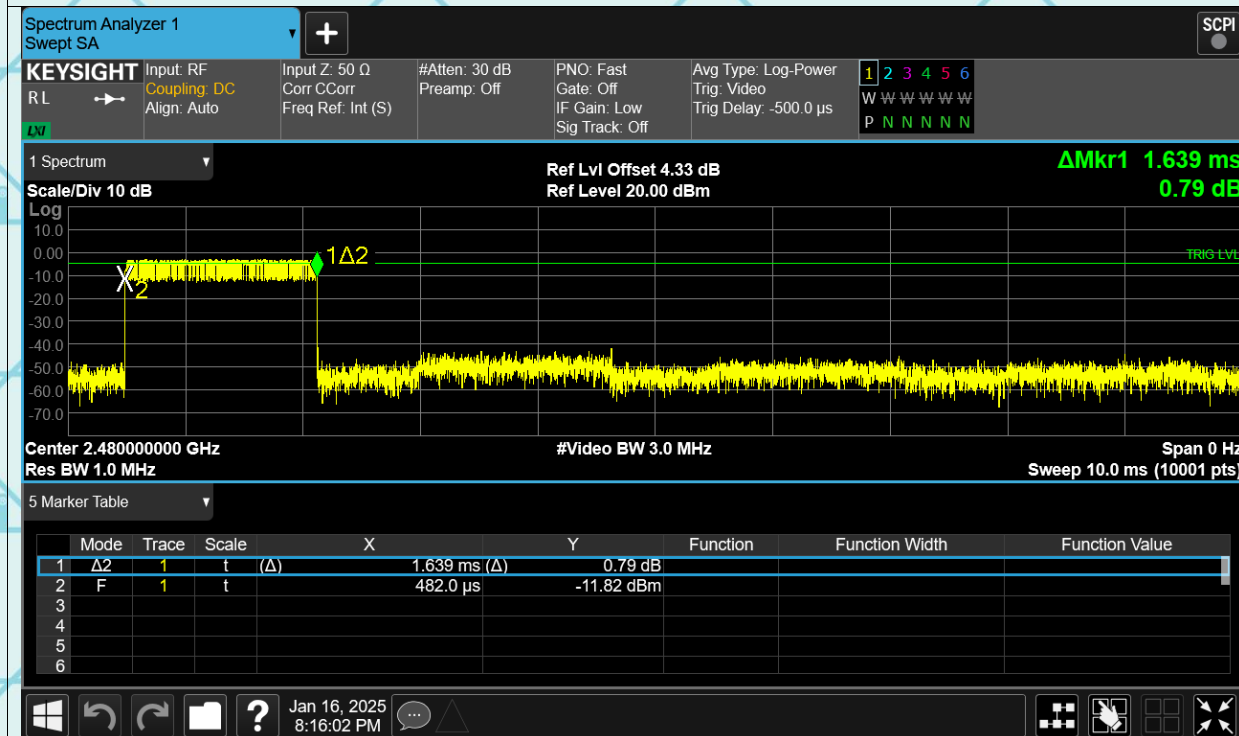 Spectrum Analyzer 1
Swept SA
+
SCPI
KEYSIGHT
RL
LXI
Input: RF
Coupling: DC
Align: Auto
Input Z: 50 Ω
Corr CCorr
Freq Ref: Int (S)
#Atten: 30 dB
Preamp: Off
PNO: Fast
Gate: Off
IF Gain: Low
Sig Track: Off
Avg Type: Log-Power
Trig: Video
Trig Delay: -500.0 µs
1 2 3 4 5 6
W W W W W W
P N N N N N
1 Spectrum
Scale/Div 10 dB
Ref Lvl Offset 4.33 dB
Ref Level 20.00 dBm
ΔMkr1 1.639 ms
0.79 dB
Log
10.0
0.00
-10.0
-20.0
-30.0
-40.0
-50.0
-60.0
-70.0
1Δ2
X2
TRIG LVL
Center 2.480000000 GHz
#Video BW 3.0 MHz
Span 0 Hz
Res BW 1.0 MHz
Sweep 10.0 ms (10001 pts)
5 Marker Table
Mode Trace Scale X Y Function Function Width Function Value
1 Δ2 1 t (Δ) 1.639 ms (Δ) 0.79 dB
2 F 1 t 482.0 µs -11.82 dBm
3
4
5
6
?
Jan 16, 2025
8:16:02 PM